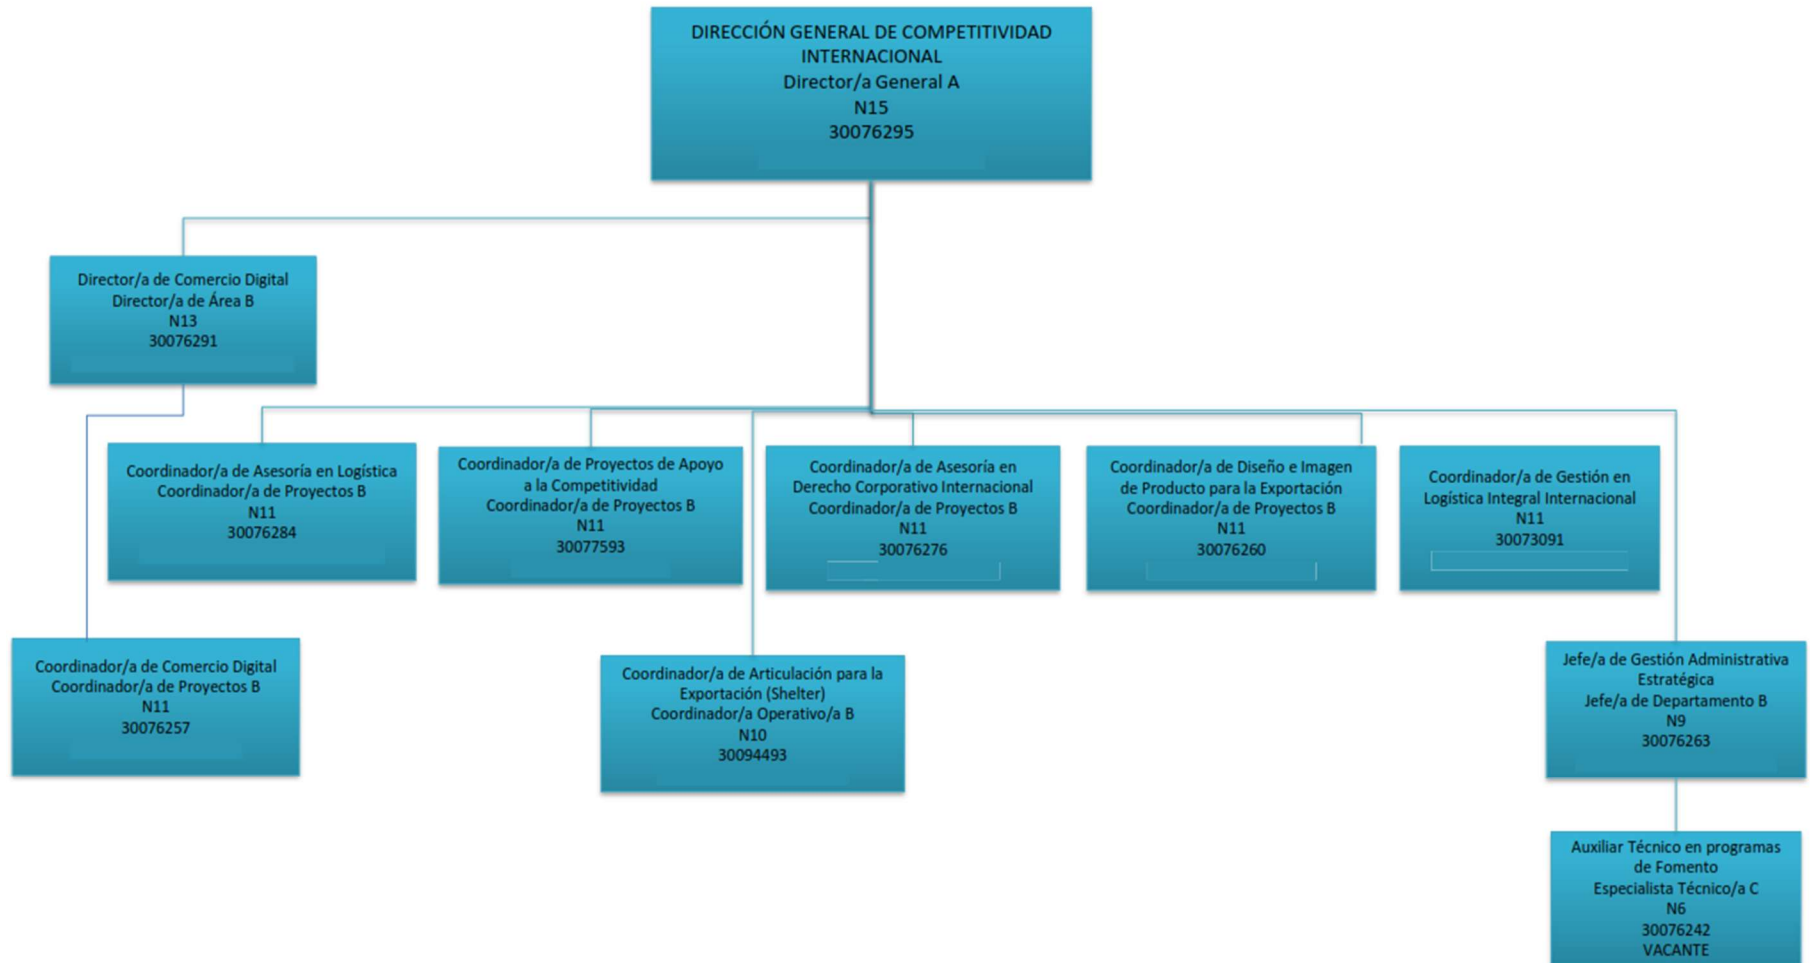 DIRECCIÓN GENERAL DE COMPETITIVIDAD
INTERNACIONAL
Director/a General A
N15
30076295
Director/a de Comercio Digital
Director/a de Área B
N13
30076291
Coordinador/a de Asesoría en Logística
Coordinador/a de Proyectos B
N11
30076284
Coordinador/a de Proyectos de Apoyo
a la Competitividad
Coordinador/a de Proyectos B
N11
30077593
Coordinador/a de Asesoría en
Derecho Corporativo Internacional
Coordinador/a de Proyectos B
N11
30076276
Coordinador/a de Diseño e Imagen
de Producto para la Exportación
Coordinador/a de Proyectos B
N11
30076260
Coordinador/a de Gestión en
Logística Integral Internacional
N11
30073091
Coordinador/a de Comercio Digital
Coordinador/a de Proyectos B
N11
30076257
Coordinador/a de Articulación para la
Exportación (Shelter)
Coordinador/a Operativo/a B
N10
30094493
Jefe/a de Gestión Administrativa
Estratégica
Jefe/a de Departamento B
N9
30076263
Auxiliar Técnico en programas
de Fomento
Especialista Técnico/a C
N6
30076242
VACANTE